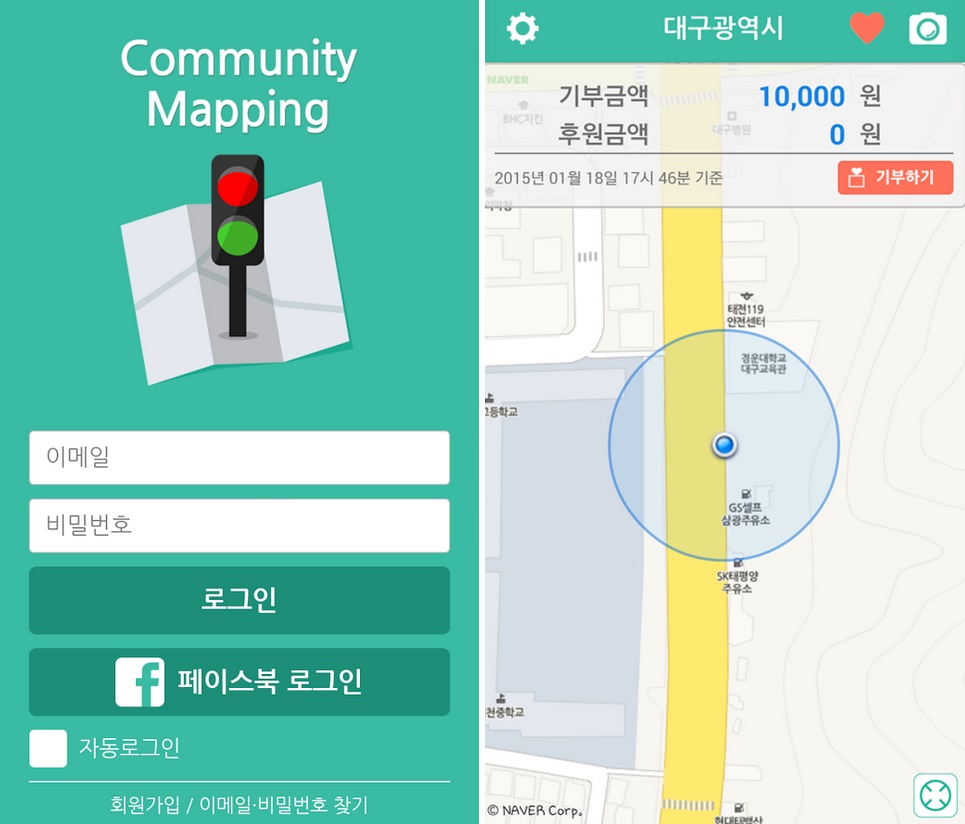 Community
Mapping
이메일
비밀번호
로그인
페이스북 로그인
자동로그인
회원가입 / 이메일·비밀번호 찾기
대구광역시
NAVER
기부금액 10,000 원
BHC치킨
대구병원
후원금액 0 원
2015년 01월 18일 17시 46분 기준
기부하기
태전119
안전센터
경운대학교
대구교육관
고등학교
GS셀프
삼광주유소
SK태평양
주유소
천중학교
© NAVER Corp.
현대태백산